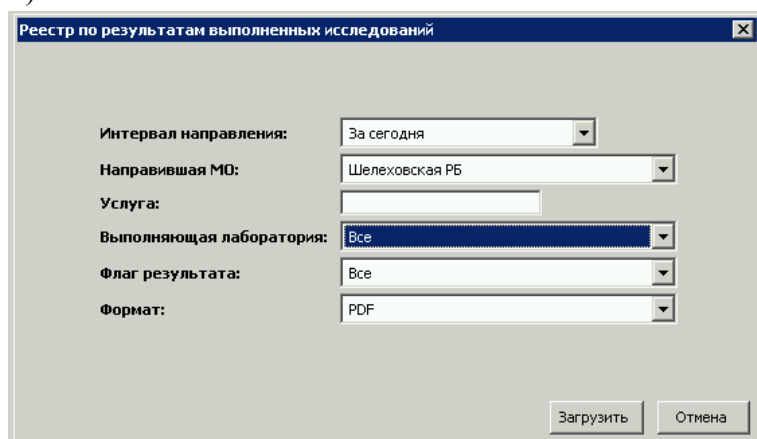 Реестр по результатам выполненных исследований
Интервал направления: За сегодня
Направившая МО: Шелеховская РБ
Услуга:
Выполняющая лаборатория: Все
Флаг результата: Все
Формат: PDF
Загрузить Отмена